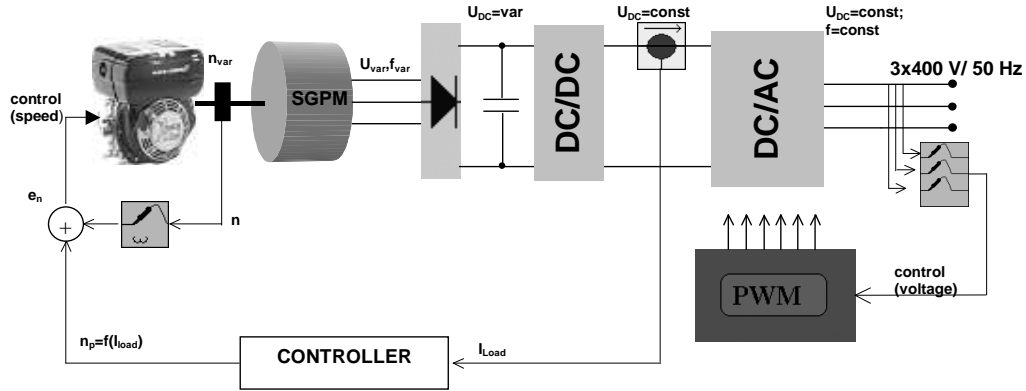 U_DC=var
U_DC=const
U_DC=const;
f=const
n_var
U_var,f_var
3x400 V/ 50 Hz
SGPM
DC/DC
DC/AC
control
(speed)
e_n
n
+
ω
PWM
control
(voltage)
n_p=f(I_load)
CONTROLLER
I_Load